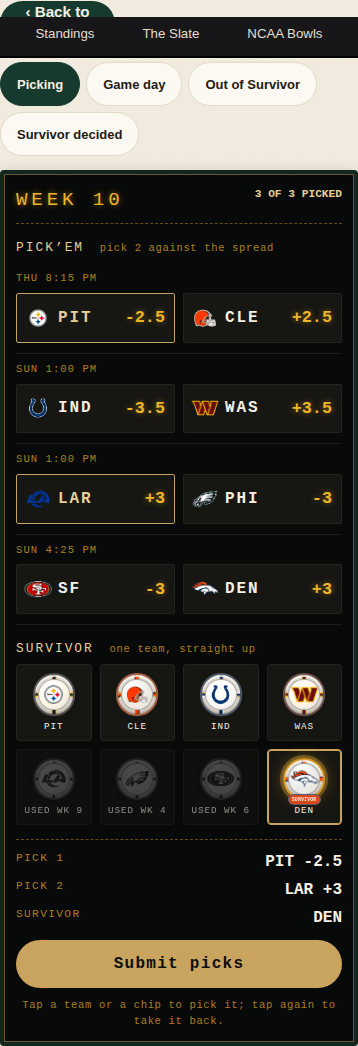 ‹ Back to
Standings The Slate NCAA Bowls
Picking Game day Out of Survivor
Survivor decided
WEEK 10 3 OF 3 PICKED
PICK'EM pick 2 against the spread
THU 8:15 PM
PIT -2.5 CLE +2.5
SUN 1:00 PM
IND -3.5 WAS +3.5
SUN 1:00 PM
LAR +3 PHI -3
SUN 4:25 PM
SF -3 DEN +3
SURVIVOR one team, straight up
PIT CLE IND WAS
SURVIVOR
USED WK 9 USED WK 4 USED WK 6 DEN
PICK 1 PIT -2.5
PICK 2 LAR +3
SURVIVOR DEN
Submit picks
Tap a team or a chip to pick it; tap again to
take it back.